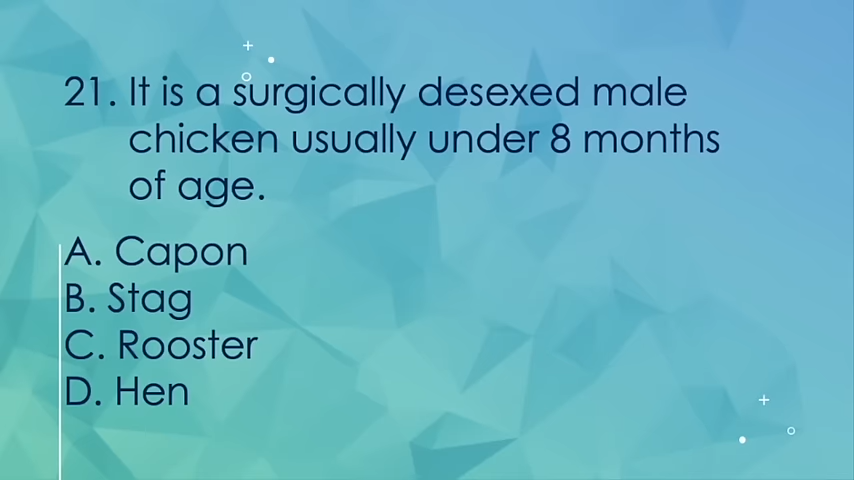 21. It is a surgically desexed male
chicken usually under 8 months
of age.
A. Capon
B. Stag
C. Rooster
D. Hen